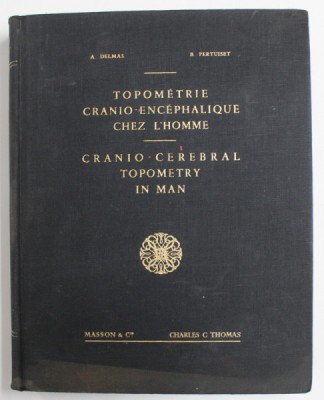 A. DELMAS B. PERTUISET
TOPOMÉTRIE
CRANIO-ENCÉPHALIQUE
CHEZ L'HOMME
CRANIO-CEREBRAL
TOPOMETRY
IN MAN
MASSON & Cie CHARLES C THOMAS